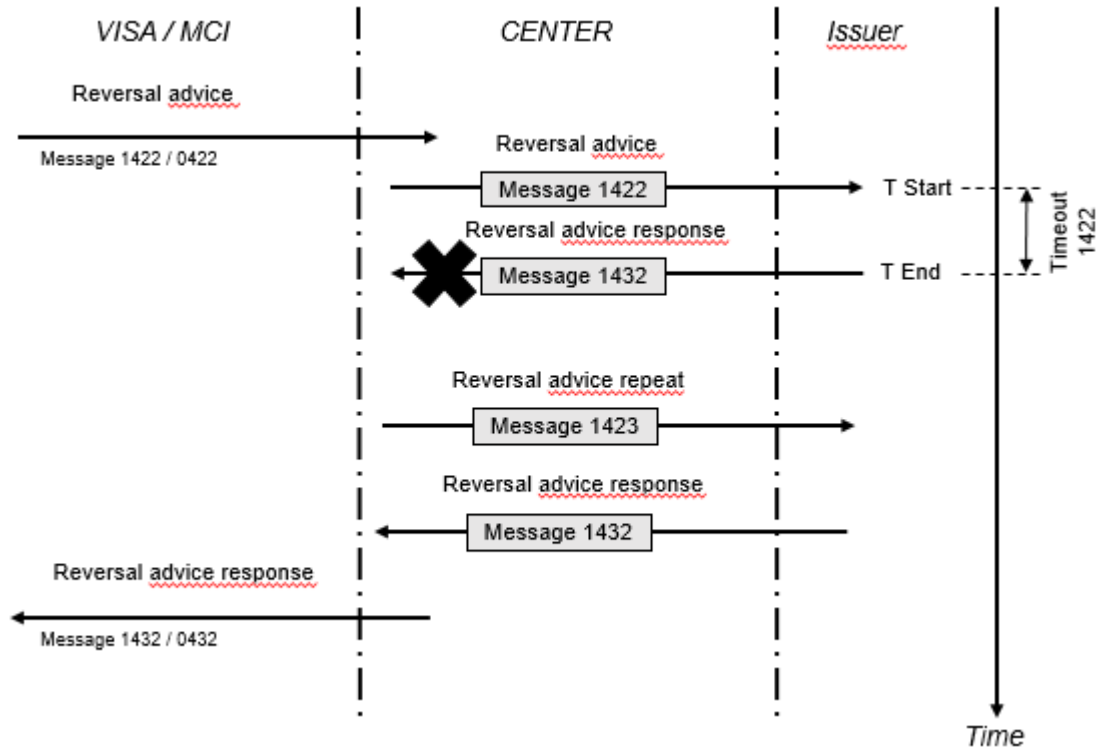 VISA / MCI
CENTER
Issuer
Reversal advice
Message 1422 / 0422
Reversal advice
Message 1422
T Start
Timeout
1422
Reversal advice response
Message 1432
T End
Reversal advice repeat
Message 1423
Reversal advice response
Message 1432
Reversal advice response
Message 1432 / 0432
Time